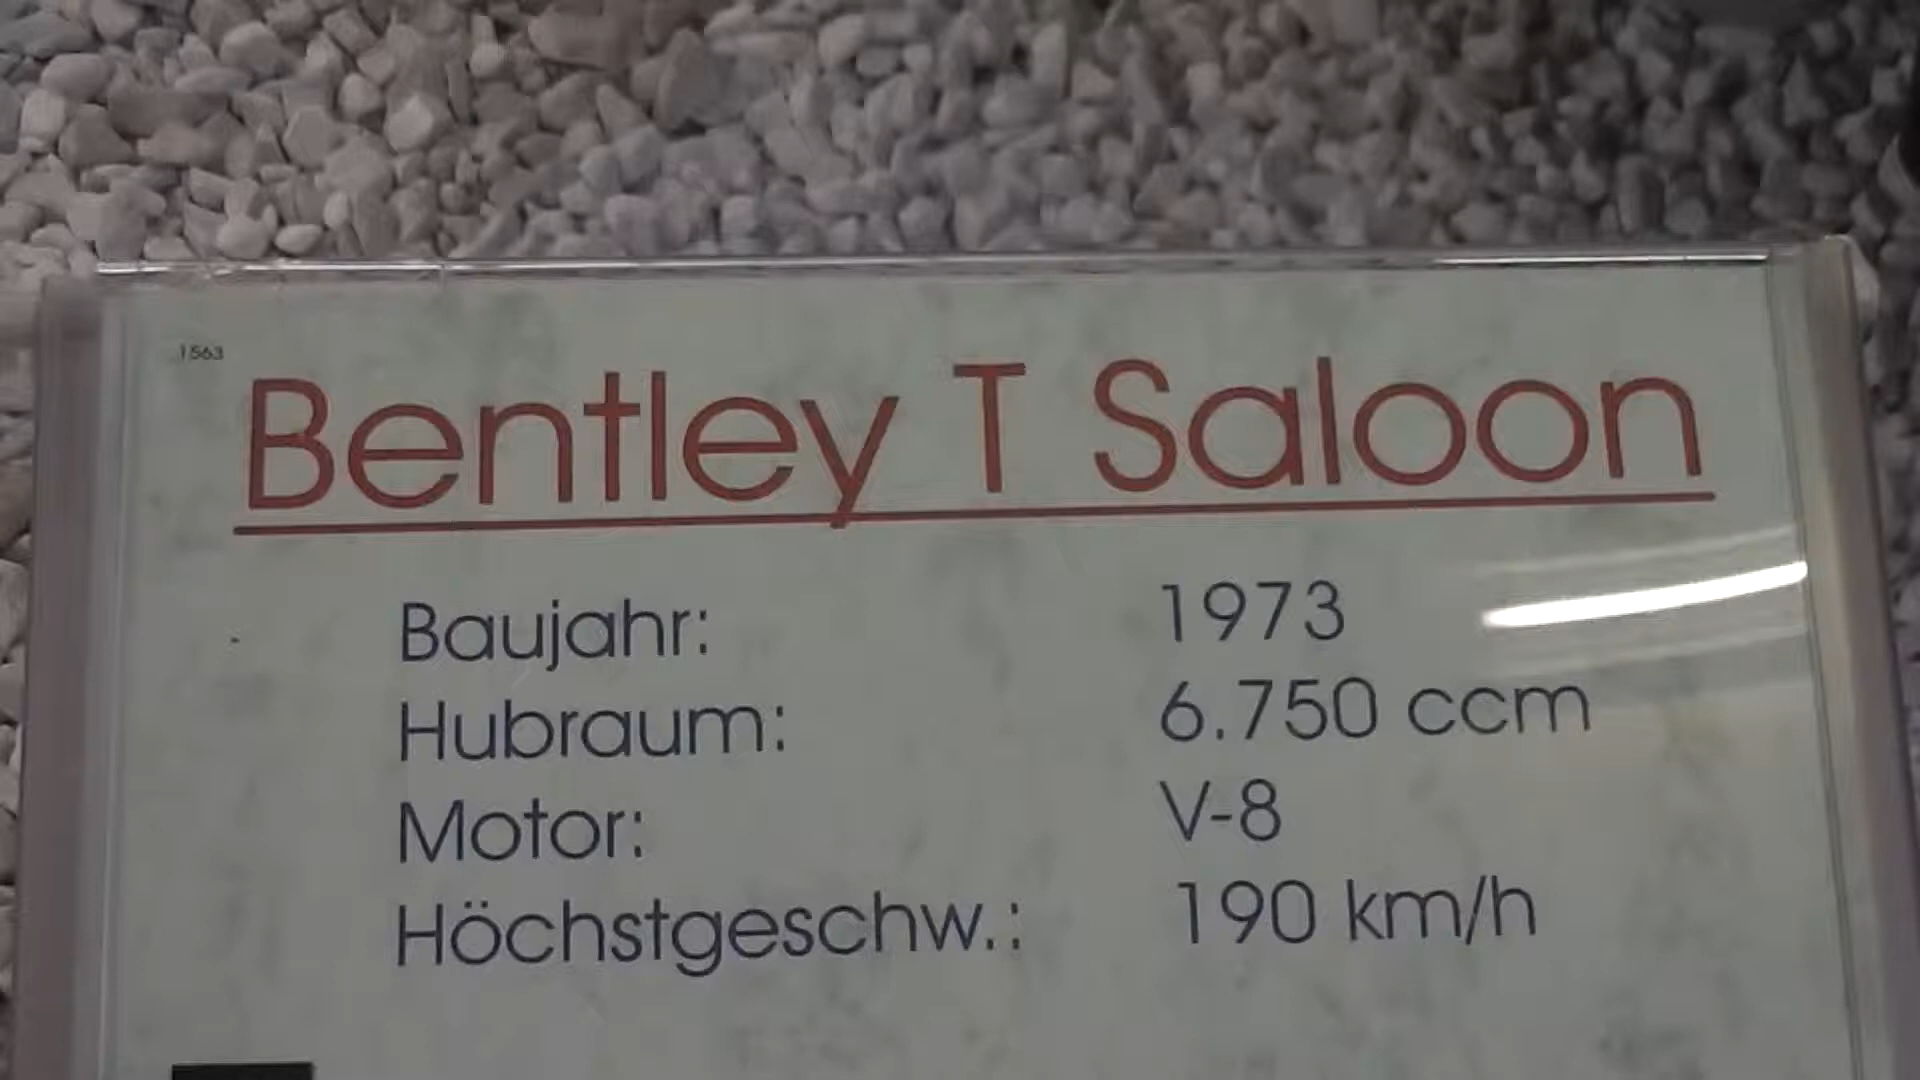 1563
Bentley T Saloon
Baujahr: 1973
Hubraum: 6.750 ccm
Motor: V-8
Höchstgeschw.: 190 km/h